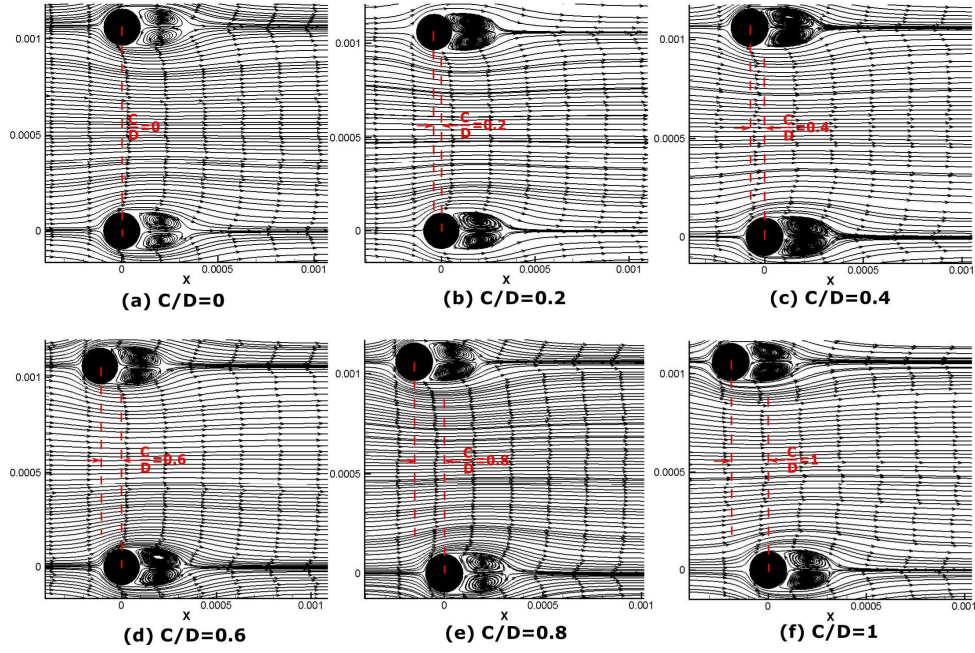 0.001
0.0005
0
C/D=0
0
0.0005
0.001
X
(a) C/D=0
0.001
0.0005
0
C/D=0.2
0
0.0005
0.001
X
(b) C/D=0.2
0.001
0.0005
0
C/D=0.4
0
0.0005
0.001
X
(c) C/D=0.4
0.001
0.0005
0
C/D=0.6
0
0.0005
0.001
X
(d) C/D=0.6
0.001
0.0005
0
C/D=0.8
0
0.0005
0.001
X
(e) C/D=0.8
0.001
0.0005
0
C/D=1
0
0.0005
0.001
X
(f) C/D=1